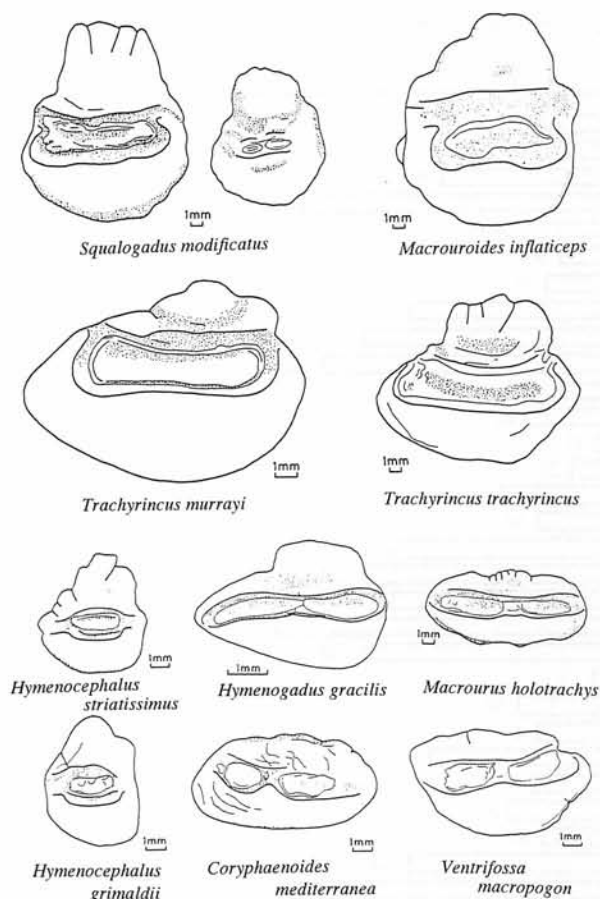 1mm
Squalogadus modificatus
1mm
Macrouroides inflaticeps
1mm
Trachyrincus murrayi
1mm
Trachyrincus trachyrincus
1mm
Hymenocephalus
striatissimus
1mm
Hymenogadus gracilis
1mm
Macrourus holotrachys
1mm
Hymenocephalus
grimaldii
1mm
Coryphaenoides
mediterranea
1mm
Ventrifossa
macropogon